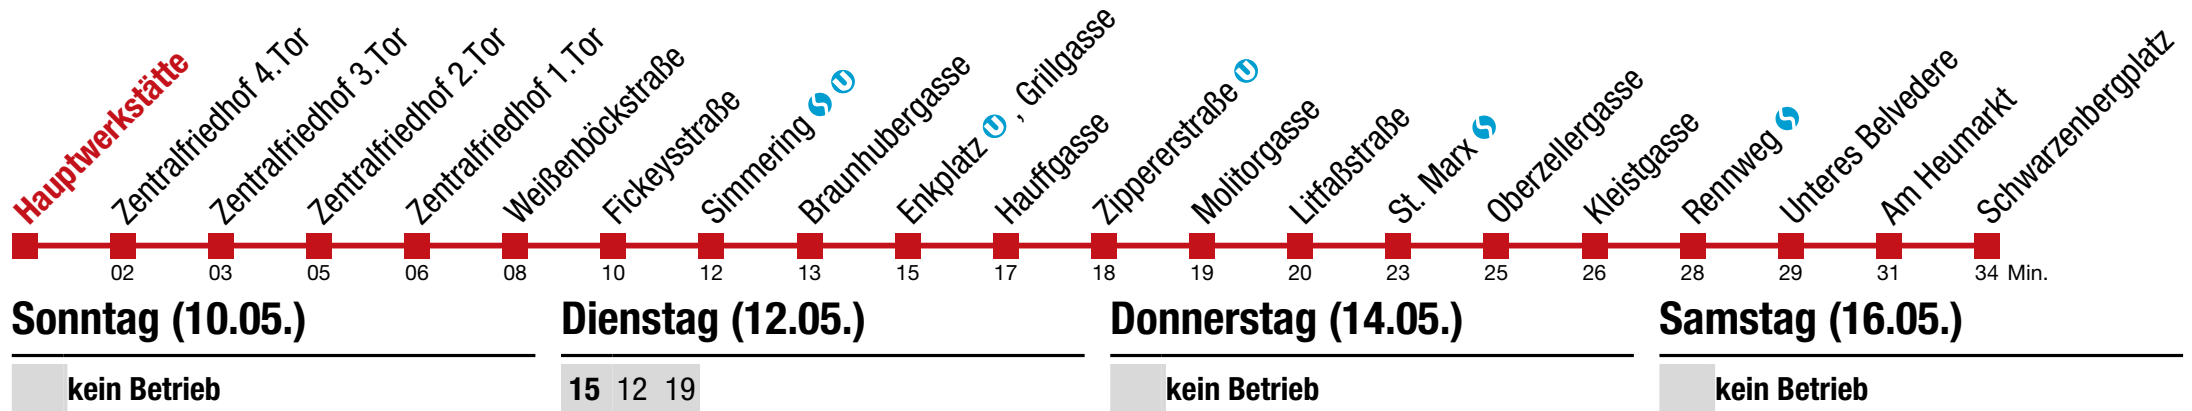 Hauptwerkstätte
Zentralfriedhof 4.Tor
Zentralfriedhof 3.Tor
Zentralfriedhof 2.Tor
Zentralfriedhof 1.Tor
Weißenböckstraße
Fickeysstraße
Simmering S U
Braunhubergasse
Enkplatz U , Grillgasse
Hauffgasse
Zippererstraße U
Molitorgasse
Litfaßstraße
St. Marx S
Oberzellergasse
Kleistgasse
Rennweg S
Unteres Belvedere
Am Heumarkt
Schwarzenbergplatz
02 03 05 06 08 10 12 13 15 17 18 19 20 23 25 26 28 29 31 34 Min.
Sonntag (10.05.)
kein Betrieb
Dienstag (12.05.)
15 12 19
Donnerstag (14.05.)
kein Betrieb
Samstag (16.05.)
kein Betrieb